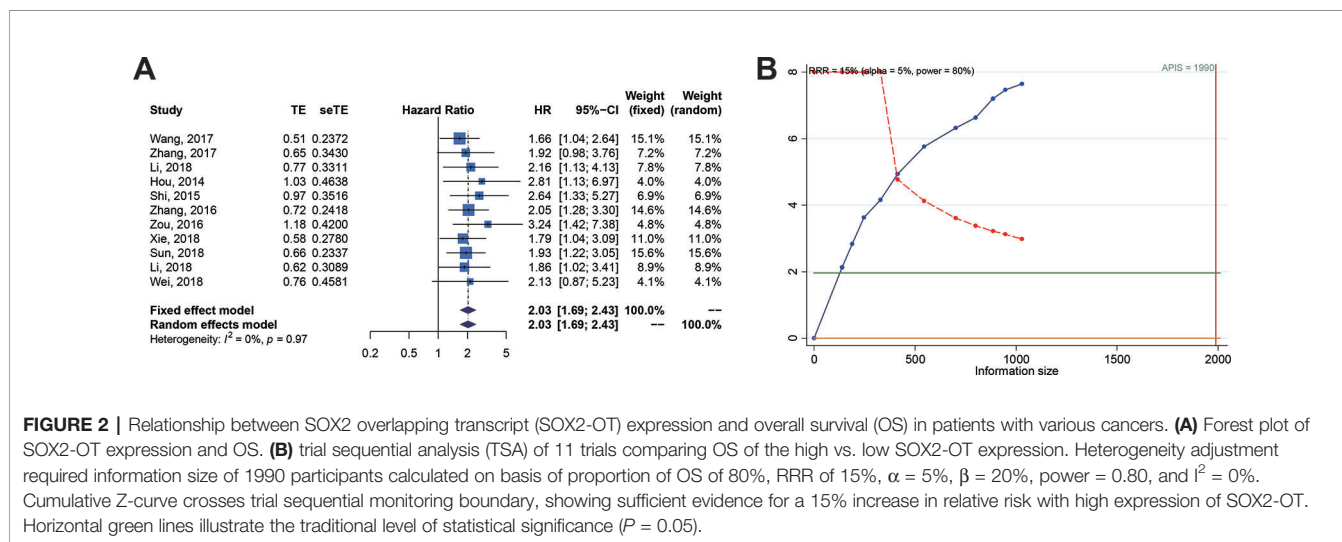 A
Study TE seTE Hazard Ratio HR 95%−CI Weight (fixed) Weight (random)
Wang, 2017 0.51 0.2372 1.66 [1.04; 2.64] 15.1% 15.1%
Zhang, 2017 0.65 0.3430 1.92 [0.98; 3.76] 7.2% 7.2%
Li, 2018 0.77 0.3311 2.16 [1.13; 4.13] 7.8% 7.8%
Hou, 2014 1.03 0.4638 2.81 [1.13; 6.97] 4.0% 4.0%
Shi, 2015 0.97 0.3516 2.64 [1.33; 5.27] 6.9% 6.9%
Zhang, 2016 0.72 0.2418 2.05 [1.28; 3.30] 14.6% 14.6%
Zou, 2016 1.18 0.4200 3.24 [1.42; 7.38] 4.8% 4.8%
Xie, 2018 0.58 0.2780 1.79 [1.04; 3.09] 11.0% 11.0%
Sun, 2018 0.66 0.2337 1.93 [1.22; 3.05] 15.6% 15.6%
Li, 2018 0.62 0.3089 1.86 [1.02; 3.41] 8.9% 8.9%
Wei, 2018 0.76 0.4581 2.13 [0.87; 5.23] 4.1% 4.1%
Fixed effect model 2.03 [1.69; 2.43] 100.0% −−
Random effects model 2.03 [1.69; 2.43] −− 100.0%
Heterogeneity: I² = 0%, p = 0.97
0.2 0.5 1 2 5
B
RRR = 15% (alpha = 5%, power = 80%)
APIS = 1990
8
6
4
2
0
0 500 1000 1500 2000
Information size
FIGURE 2 | Relationship between SOX2 overlapping transcript (SOX2-OT) expression and overall survival (OS) in patients with various cancers. (A) Forest plot of
SOX2-OT expression and OS. (B) trial sequential analysis (TSA) of 11 trials comparing OS of the high vs. low SOX2-OT expression. Heterogeneity adjustment
required information size of 1990 participants calculated on basis of proportion of OS of 80%, RRR of 15%, α = 5%, β = 20%, power = 0.80, and I² = 0%.
Cumulative Z-curve crosses trial sequential monitoring boundary, showing sufficient evidence for a 15% increase in relative risk with high expression of SOX2-OT.
Horizontal green lines illustrate the traditional level of statistical significance (P = 0.05).